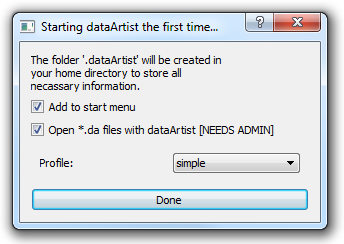 Starting dataArtist the first time...
The folder '.dataArtist' will be created in
your home directory to store all
necassary information.
Add to start menu
Open *.da files with dataArtist [NEEDS ADMIN]
Profile: simple
Done